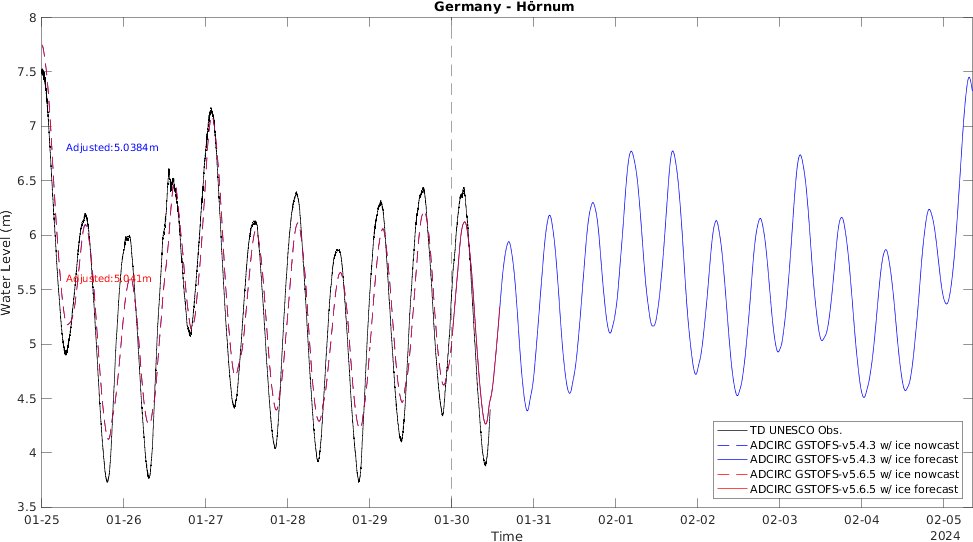 Germany - Hörnum
Water Level (m)
8
7.5
7
6.5
6
5.5
5
4.5
4
3.5
Adjusted:5.0384m
Adjusted:5.041m
TD UNESCO Obs.
ADCIRC GSTOFS-v5.4.3 w/ ice nowcast
ADCIRC GSTOFS-v5.4.3 w/ ice forecast
ADCIRC GSTOFS-v5.6.5 w/ ice nowcast
ADCIRC GSTOFS-v5.6.5 w/ ice forecast
01-25 01-26 01-27 01-28 01-29 01-30 01-31 02-01 02-02 02-03 02-04 02-05
2024
Time